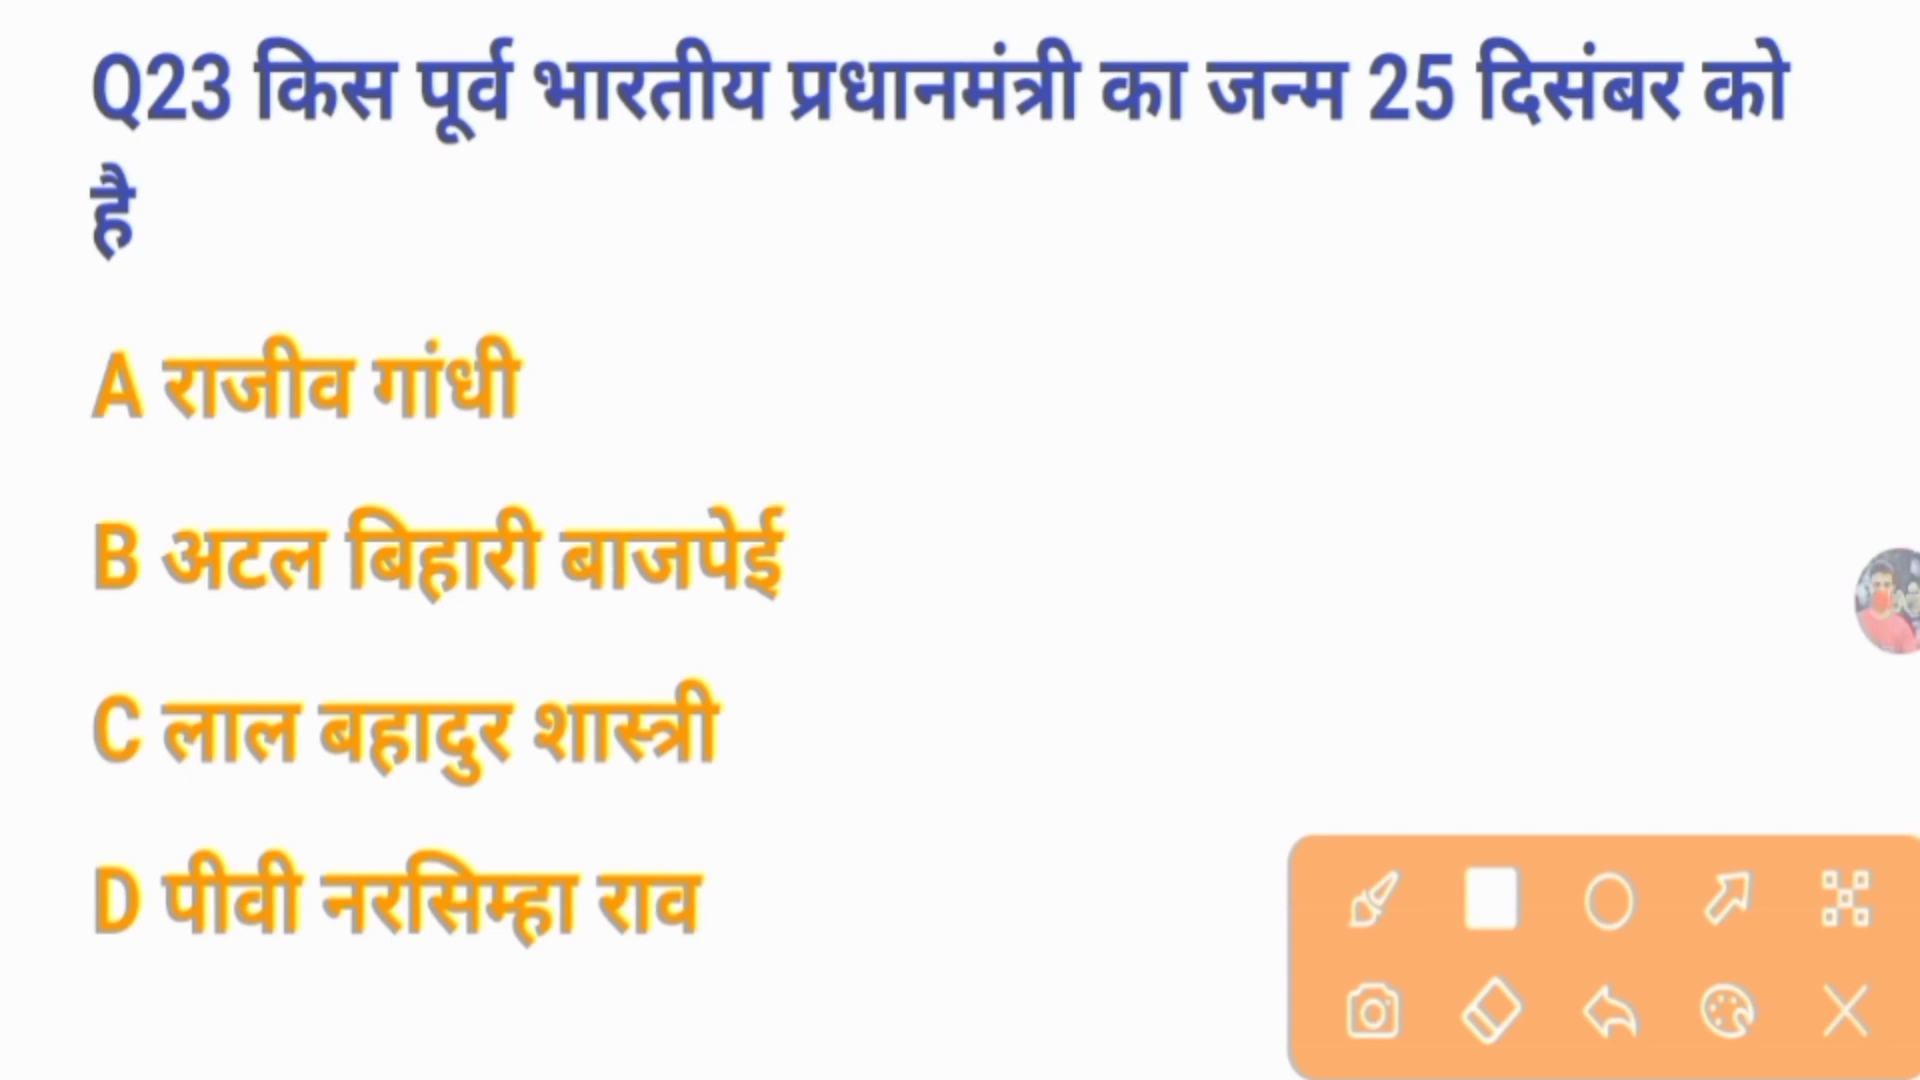 Q23 किस पूर्व भारतीय प्रधानमंत्री का जन्म 25 दिसंबर को
है
A राजीव गांधी
B अटल बिहारी बाजपेई
C लाल बहादुर शास्त्री
D पीवी नरसिम्हा राव